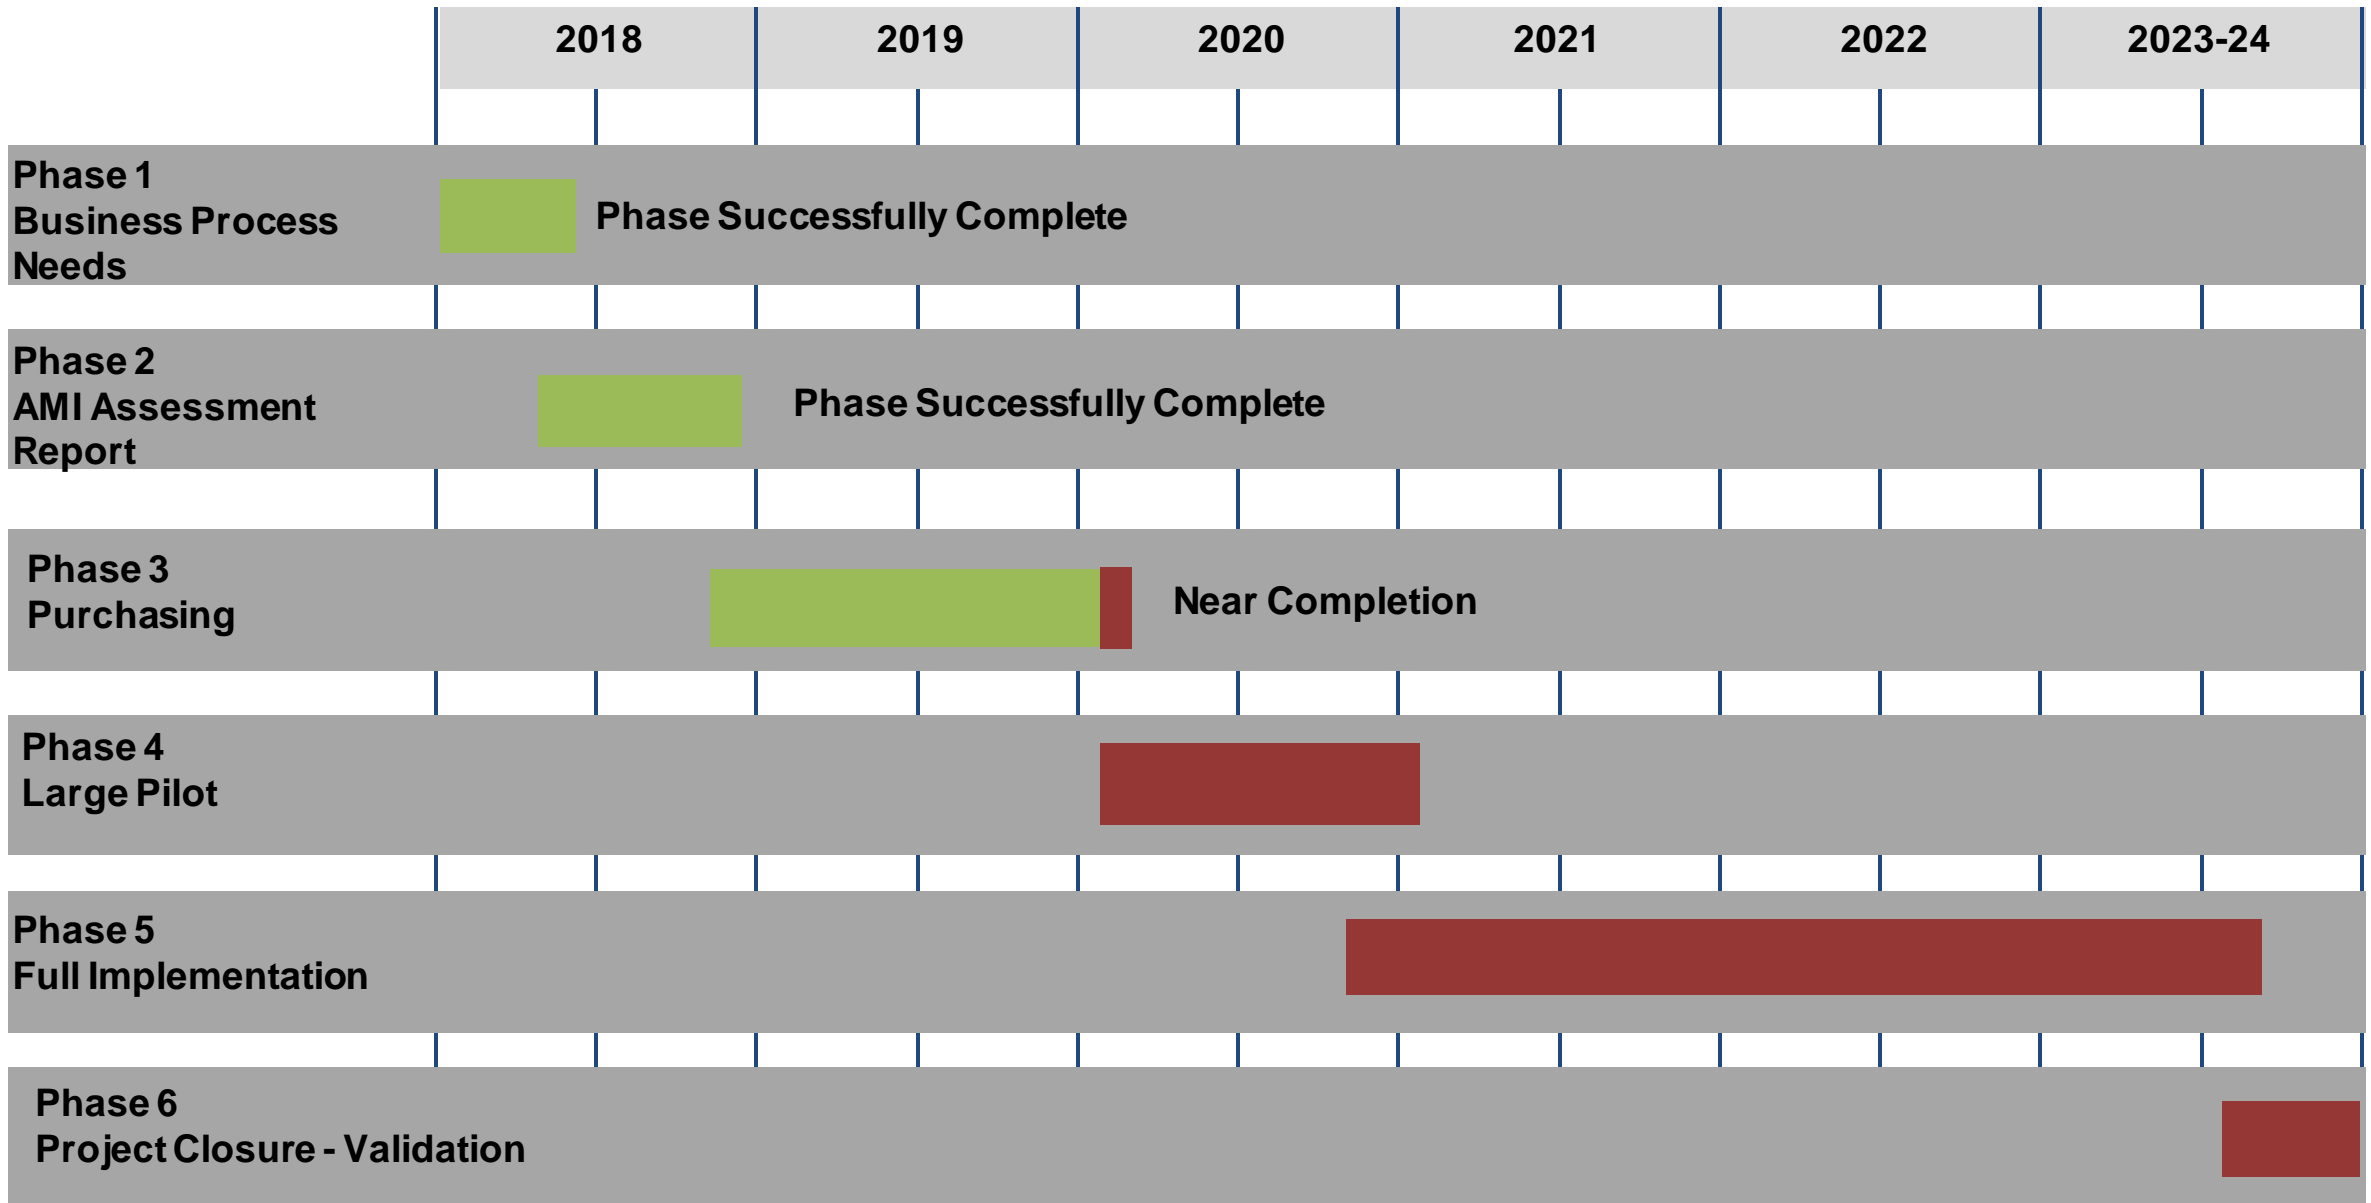 2018 2019 2020 2021 2022 2023-24
Phase 1
Business Process
Needs
Phase Successfully Complete
Phase 2
AMI Assessment
Report
Phase Successfully Complete
Phase 3
Purchasing
Near Completion
Phase 4
Large Pilot
Phase 5
Full Implementation
Phase 6
Project Closure - Validation